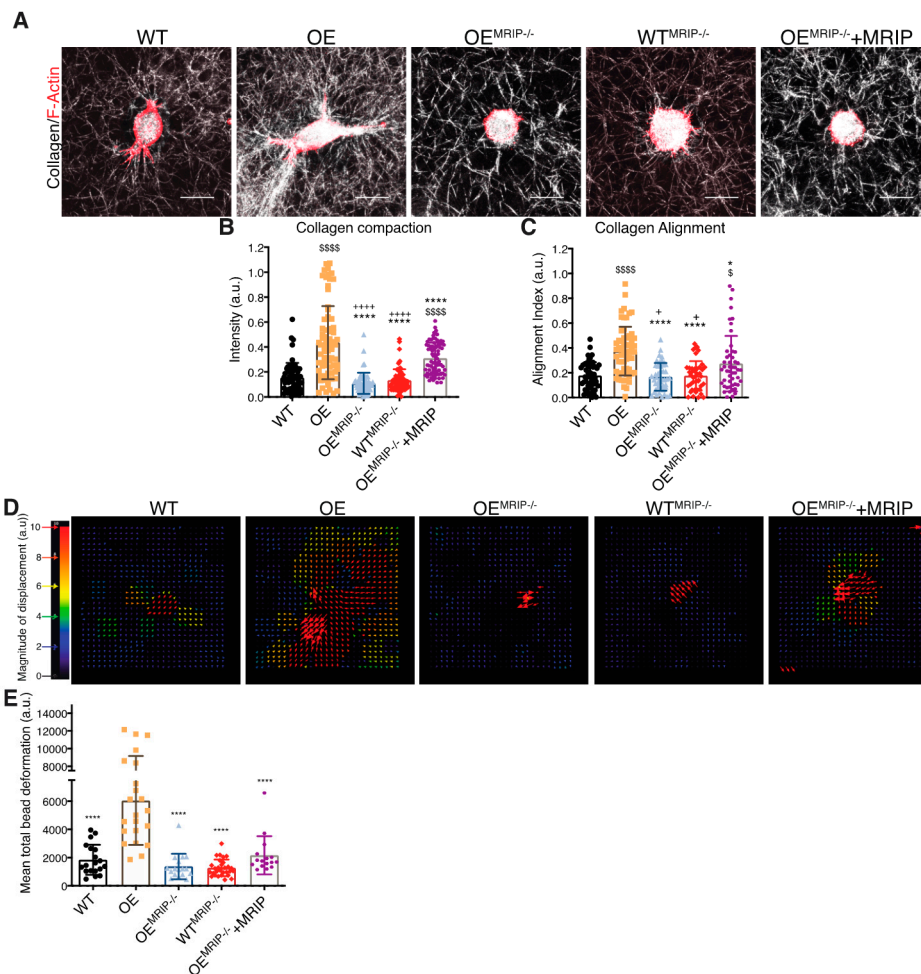 A
WT
OE
OE^MRIP-/-
WT^MRIP-/-
OE^MRIP-/-+MRIP
Collagen/F-Actin
B
Collagen compaction
Intensity (a.u.)
1.2
1.0
0.8
0.6
0.4
0.2
0.0
$$$$
++++
****
++++
****
****
$$$$
WT
OE
OE^MRIP-/-
WT^MRIP-/-
OE^MRIP-/-+MRIP
C
Collagen Alignment
Alignment Index (a.u.)
1.2
1.0
0.8
0.6
0.4
0.2
0.0
$$$$
+
****
+
****
*
$
WT
OE
OE^MRIP-/-
WT^MRIP-/-
OE^MRIP-/-+MRIP
D
WT
OE
OE^MRIP-/-
WT^MRIP-/-
OE^MRIP-/-+MRIP
Magnitude of displacement (a.u))
10
8
6
4
2
0
E
Mean total bead deformation (a.u.)
14000
12000
10000
8000
6000
4000
2000
0
****
****
****
****
WT
OE
OE^MRIP-/-
WT^MRIP-/-
OE^MRIP-/-+MRIP